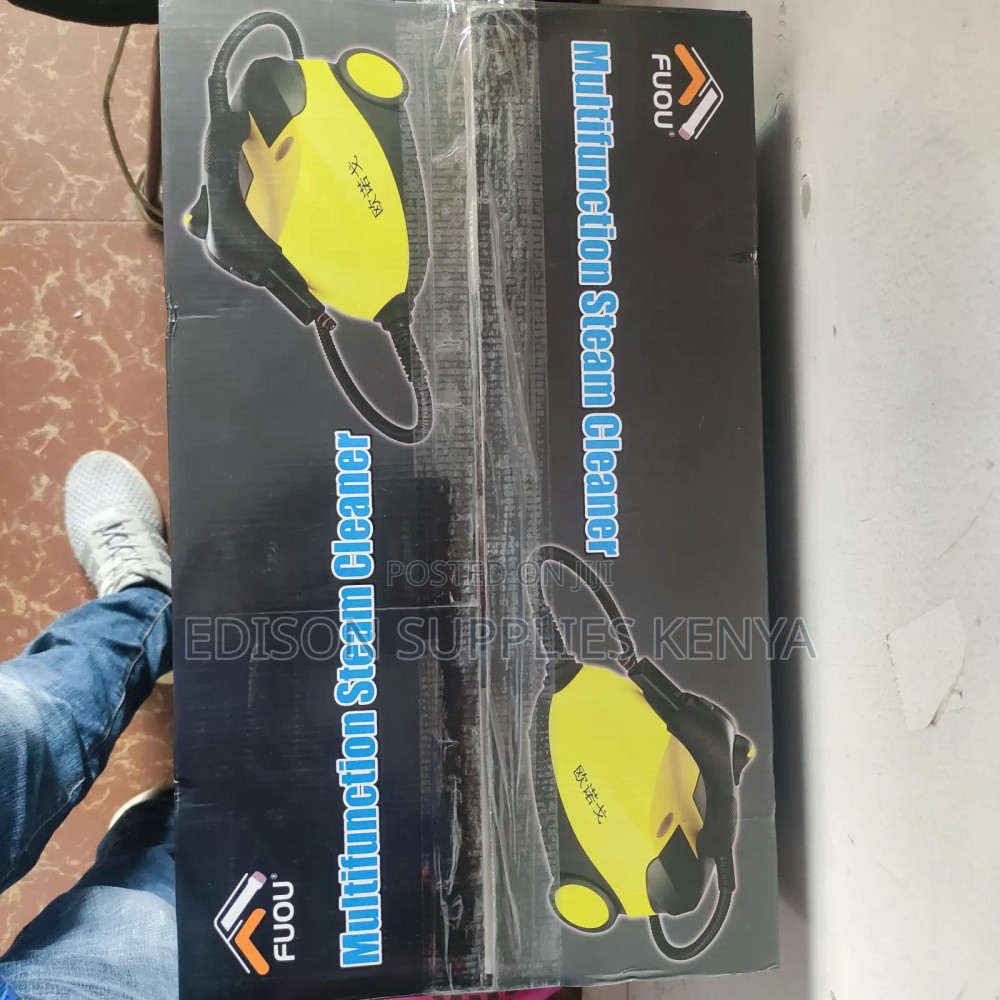 FUOU®
Multifunction Steam Cleaner
欧诺戈
Multifunction Steam Cleaner
欧诺戈
FUOU®
POSTED ON JIJI
EDISON SUPPLIES KENYA